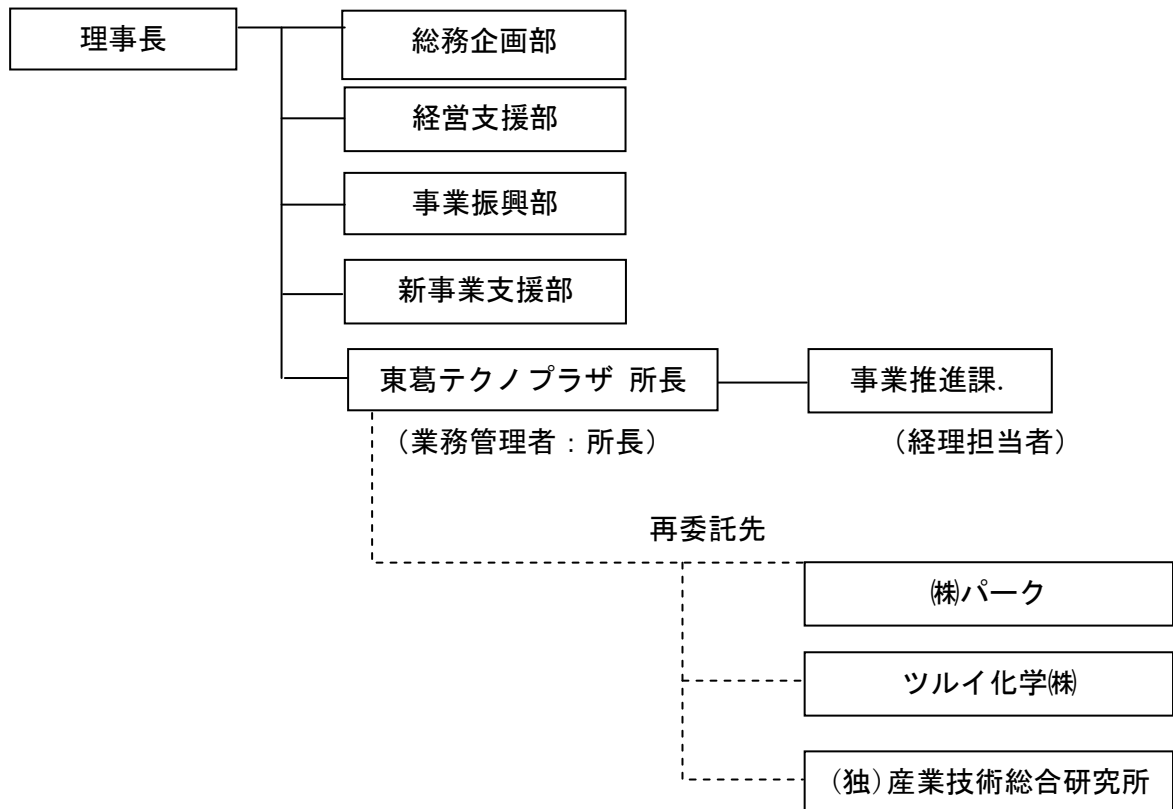 理事長
総務企画部
経営支援部
事業振興部
新事業支援部
東葛テクノプラザ 所長
事業推進課.
（業務管理者：所長）
（経理担当者）
再委託先
㈱パーク
ツルイ化学㈱
（独）産業技術総合研究所